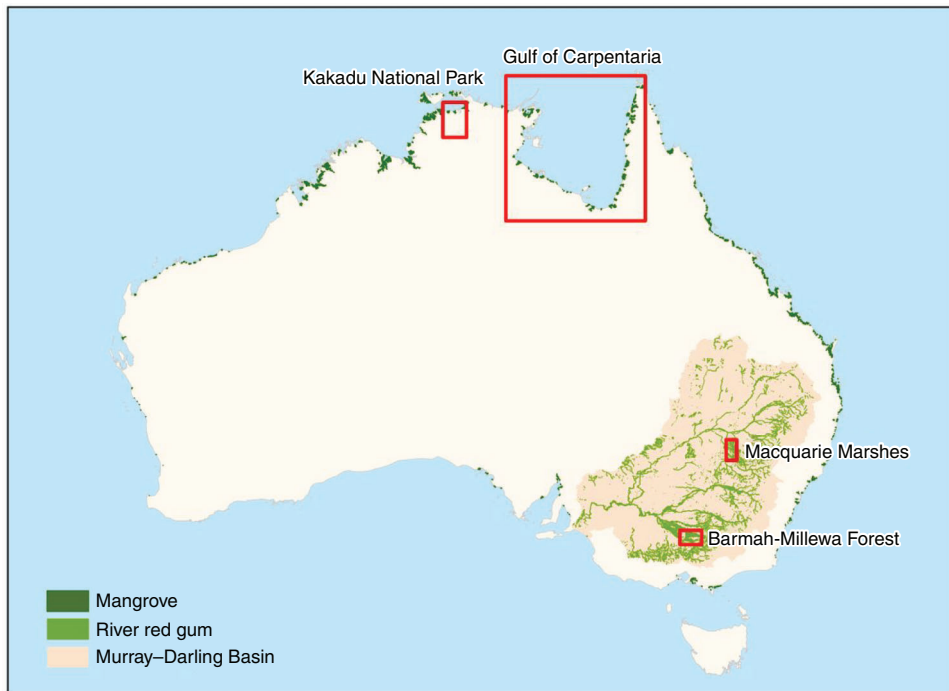 Gulf of Carpentaria
Kakadu National Park
Macquarie Marshes
Barmah-Millewa Forest
Mangrove
River red gum
Murray–Darling Basin